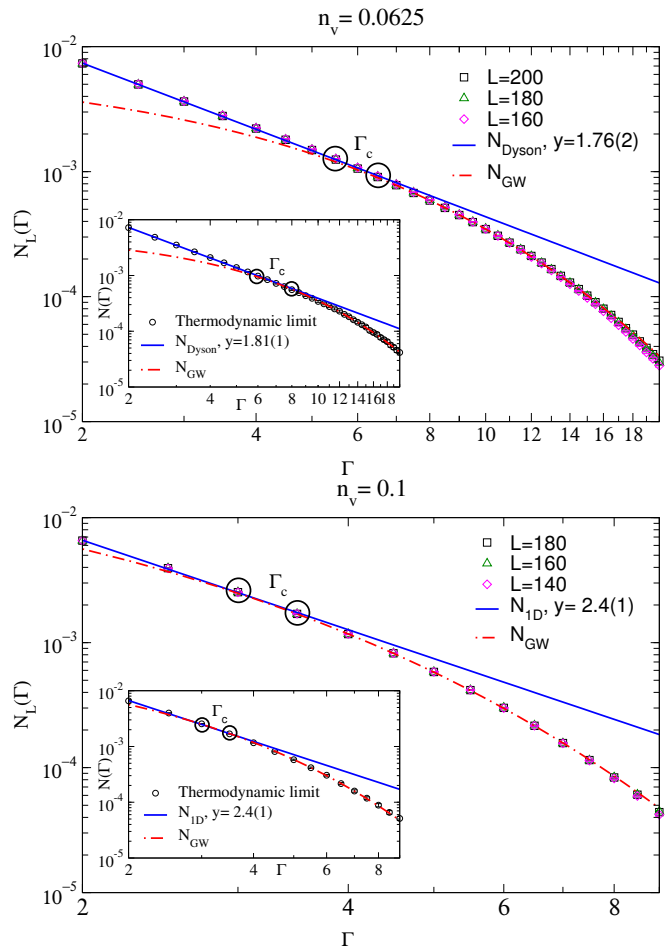 n_v= 0.0625
10^-2
10^-3
10^-4
10^-5
N_L(Γ)
L=200
L=180
L=160
N_Dyson, y=1.76(2)
N_GW
Γ_c
10^-2
10^-3
10^-4
10^-5
N(Γ)
Γ_c
Thermodynamic limit
N_Dyson, y=1.81(1)
N_GW
2 4 6 8 10 12 14 16 18
Γ
2 4 6 8 10 12 14 16 18
Γ
n_v= 0.1
10^-2
10^-3
10^-4
10^-5
N_L(Γ)
L=180
L=160
L=140
N_1D, y= 2.4(1)
N_GW
Γ_c
10^-2
10^-3
10^-4
10^-5
N(Γ)
Γ_c
Thermodynamic limit
N_1D, y= 2.4(1)
N_GW
2 4 6 8
Γ
2 4 6 8
Γ